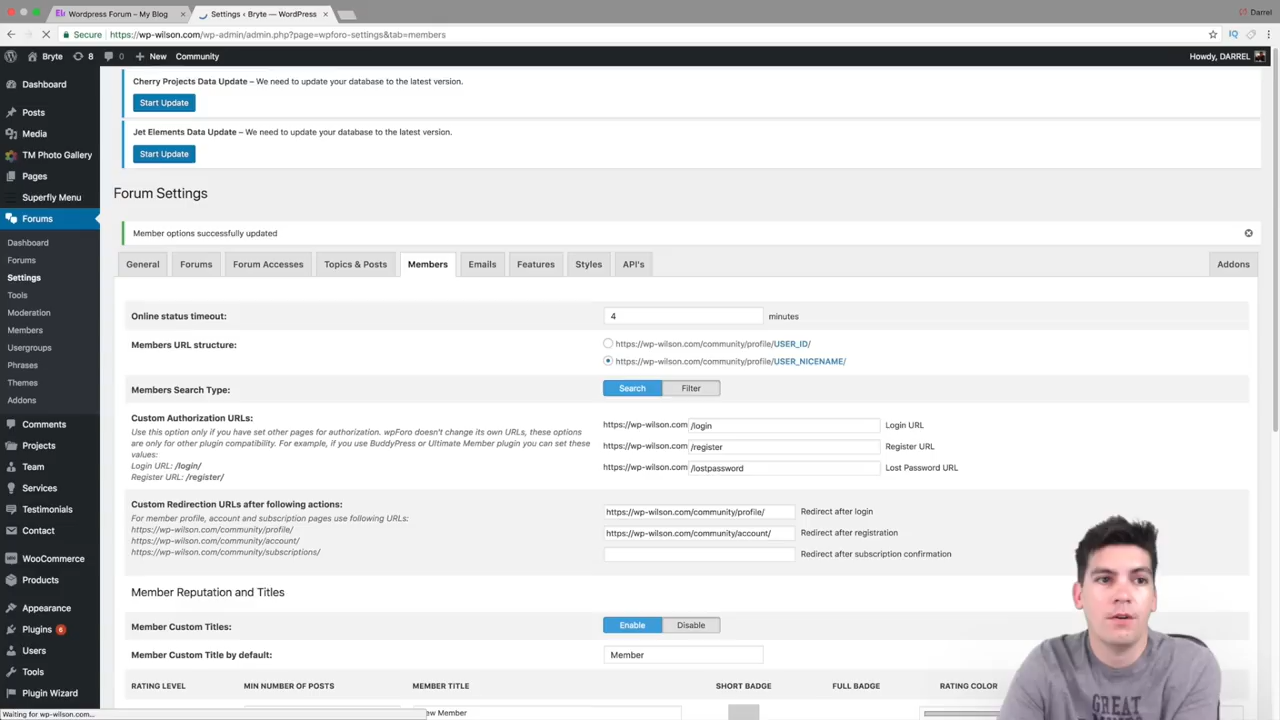 Wordpress Forum – My Blog
Settings ‹ Bryte — WordPress
Darrel
Secure
https://wp-wilson.com/wp-admin/admin.php?page=wpforo-settings&tab=members
IQ
Bryte
8
0
New
Community
Howdy, DARREL
Dashboard
Posts
Media
TM Photo Gallery
Pages
Superfly Menu
Forums
Dashboard
Forums
Settings
Tools
Moderation
Members
Usergroups
Phrases
Themes
Addons
Comments
Projects
Team
Services
Testimonials
Contact
WooCommerce
Products
Appearance
Plugins 6
Users
Tools
Plugin Wizard
Waiting for wp-wilson.com...
Cherry Projects Data Update – We need to update your database to the latest version.
Start Update
Jet Elements Data Update – We need to update your database to the latest version.
Start Update
Forum Settings
Member options successfully updated
General
Forums
Forum Accesses
Topics & Posts
Members
Emails
Features
Styles
API's
Addons
Online status timeout:
4 minutes
Members URL structure:
https://wp-wilson.com/community/profile/USER_ID/
https://wp-wilson.com/community/profile/USER_NICENAME/
Members Search Type:
Search Filter
Custom Authorization URLs:
Use this option only if you have set other pages for authorization. wpForo doesn't change its own URLs, these options
are only for other plugin compatibility. For example, if you use BuddyPress or Ultimate Member plugin you can set these
values:
Login URL: /login/
Register URL: /register/
https://wp-wilson.com /login Login URL
https://wp-wilson.com /register Register URL
https://wp-wilson.com /lostpassword Lost Password URL
Custom Redirection URLs after following actions:
For member profile, account and subscription pages use following URLs:
https://wp-wilson.com/community/profile/
https://wp-wilson.com/community/account/
https://wp-wilson.com/community/subscriptions/
https://wp-wilson.com/community/profile/ Redirect after login
https://wp-wilson.com/community/account/ Redirect after registration
Redirect after subscription confirmation
Member Reputation and Titles
Member Custom Titles:
Enable Disable
Member Custom Title by default:
Member
RATING LEVEL MIN NUMBER OF POSTS MEMBER TITLE SHORT BADGE FULL BADGE RATING COLOR
ew Member
GREAT